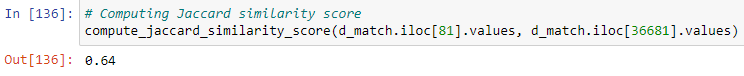 In [136]: # Computing Jaccard similarity score
compute_jaccard_similarity_score(d_match.iloc[81].values, d_match.iloc[36681].values)
Out[136]: 0.64